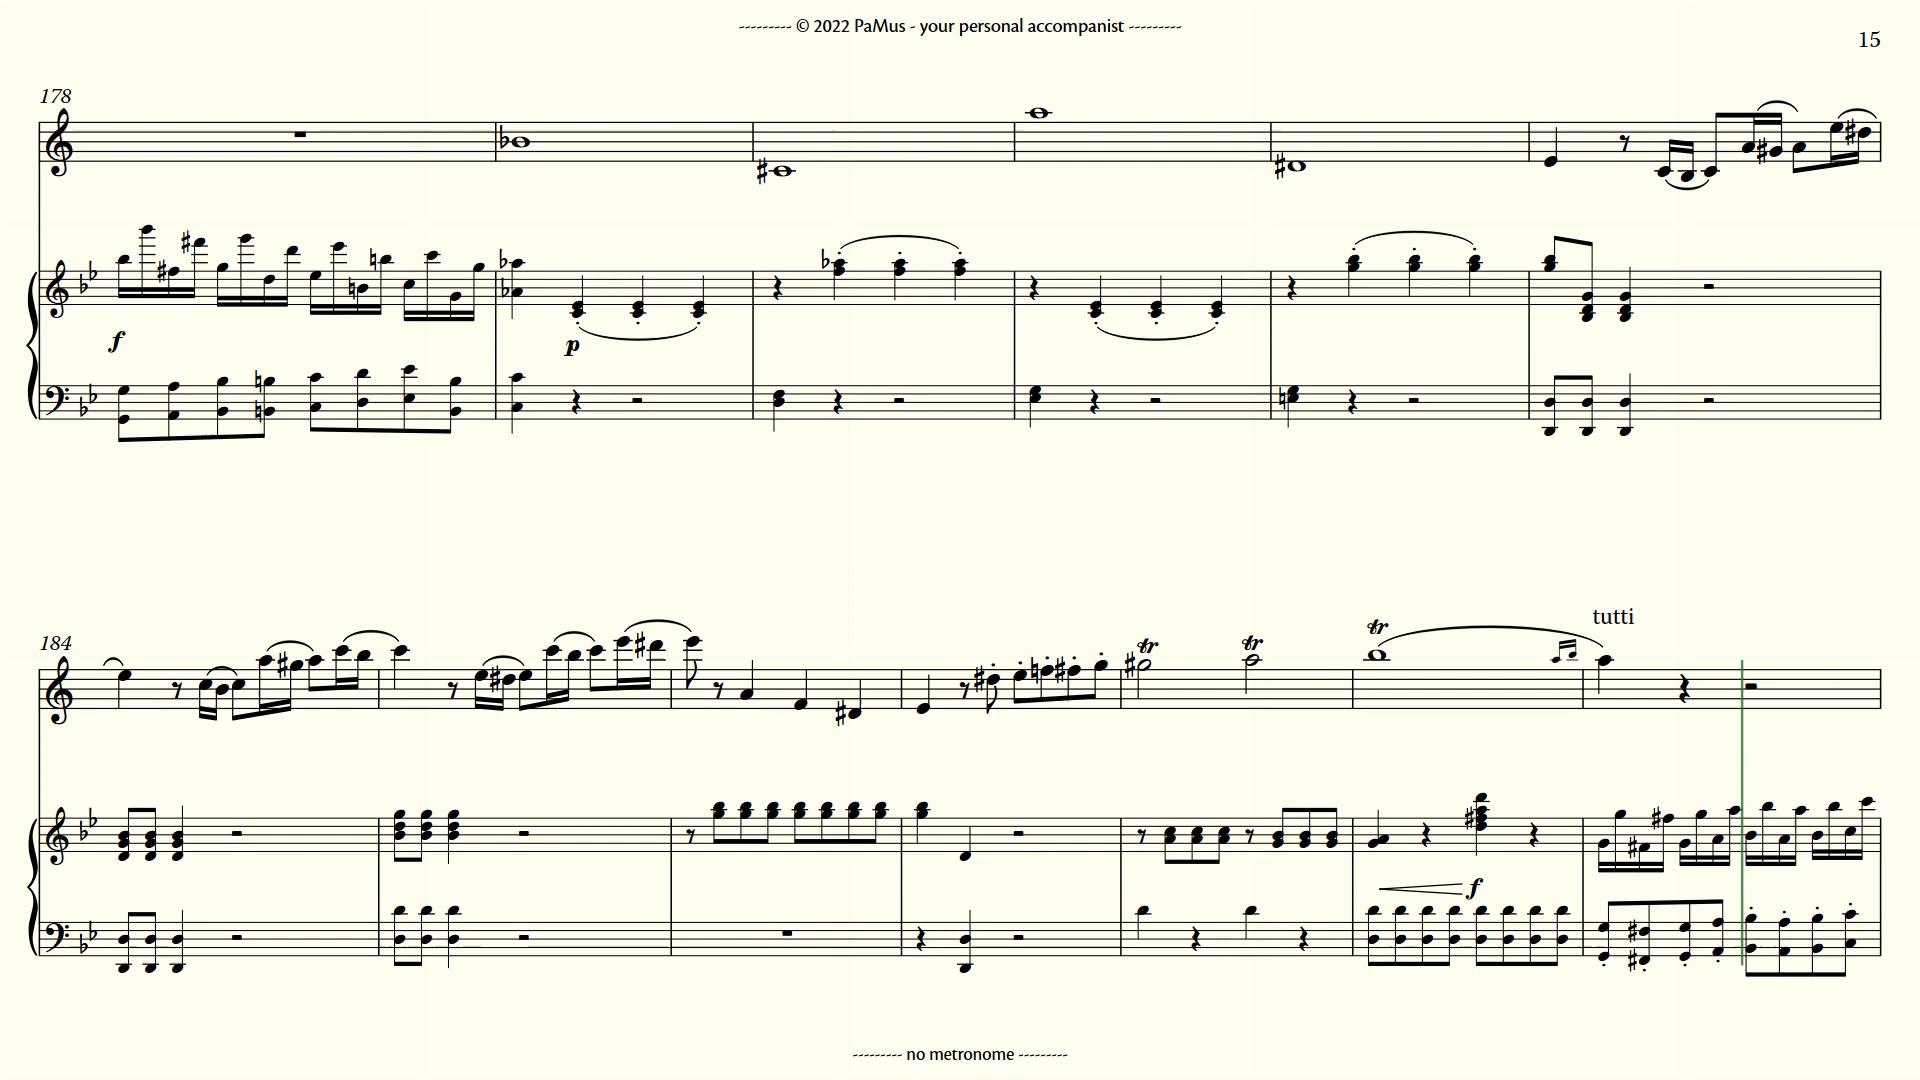 --------- © 2022 PaMus - your personal accompanist ---------
15
178
f
p
184
tr tr tr
tutti
f
--------- no metronome ---------